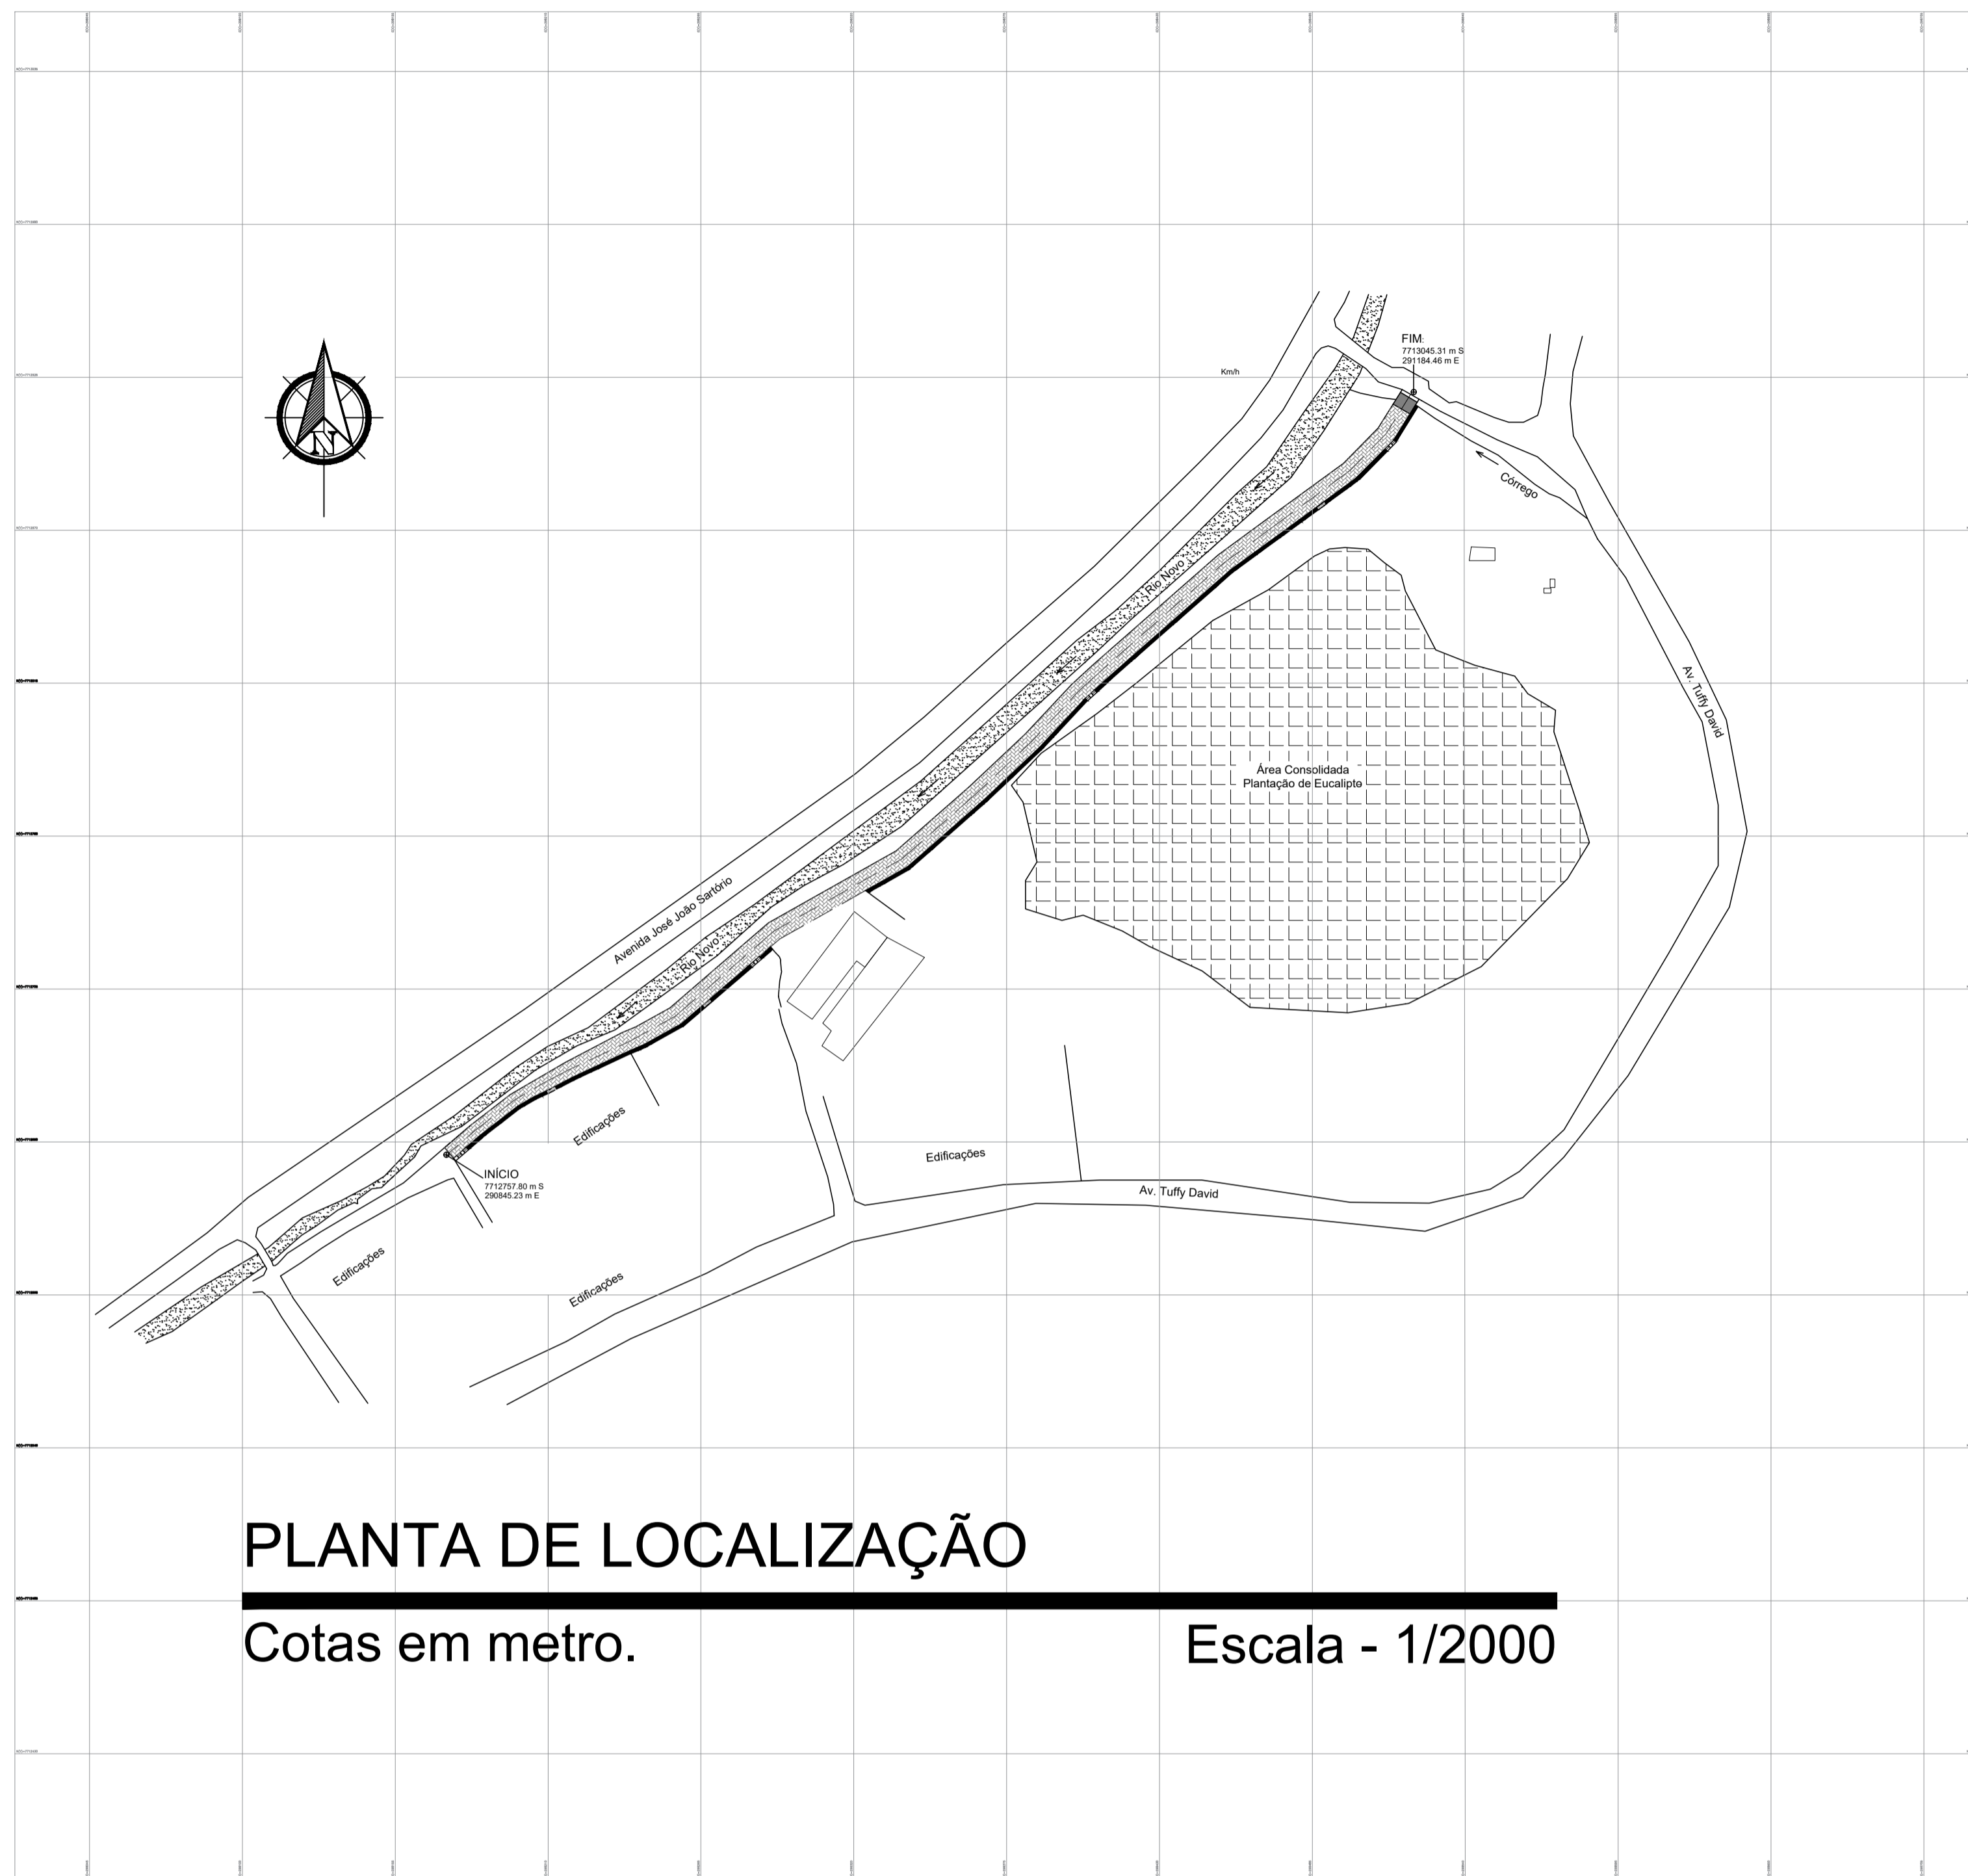 N
FIM:
7713045.31 m S
291184.46 m E
Km/h
Córrego
Rio Novo
Av. Tuffy David
Área Consolidada
Plantação de Eucalipto
Avenida José João Sartório
Rio Novo
Edificações
Edificações
INÍCIO
7712757.80 m S
290845.23 m E
Av. Tuffy David
Edificações
Edificações
PLANTA DE LOCALIZAÇÃO
Cotas em metro.
Escala - 1/2000